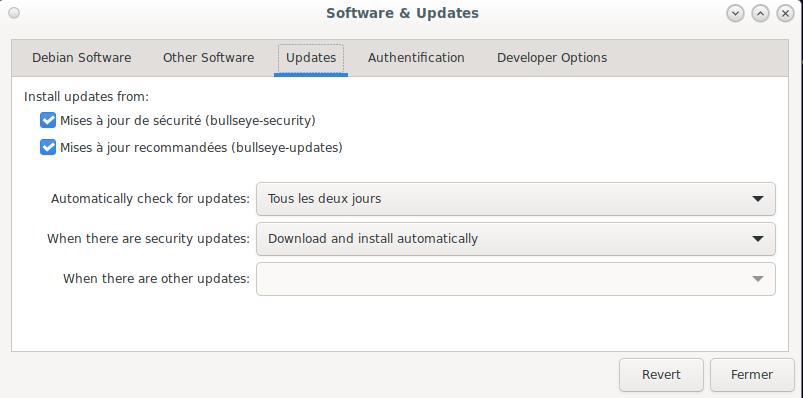 Software & Updates
Debian Software Other Software Updates Authentification Developer Options
Install updates from:
Mises à jour de sécurité (bullseye-security)
Mises à jour recommandées (bullseye-updates)
Automatically check for updates: Tous les deux jours
When there are security updates: Download and install automatically
When there are other updates:
Revert Fermer